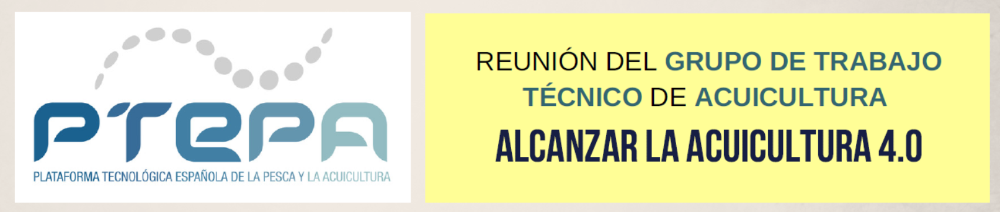 PTEPA
PLATAFORMA TECNOLÓGICA ESPAÑOLA DE LA PESCA Y LA ACUICULTURA
REUNIÓN DEL GRUPO DE TRABAJO
TÉCNICO DE ACUICULTURA
ALCANZAR LA ACUICULTURA 4.0